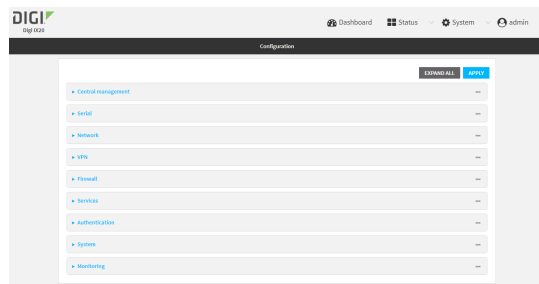 DIGI
Digi IX20
Dashboard
Status
System
admin
Configuration
EXPAND ALL
APPLY
Central management
Serial
Network
VPN
Firewall
Services
Authentication
System
Monitoring